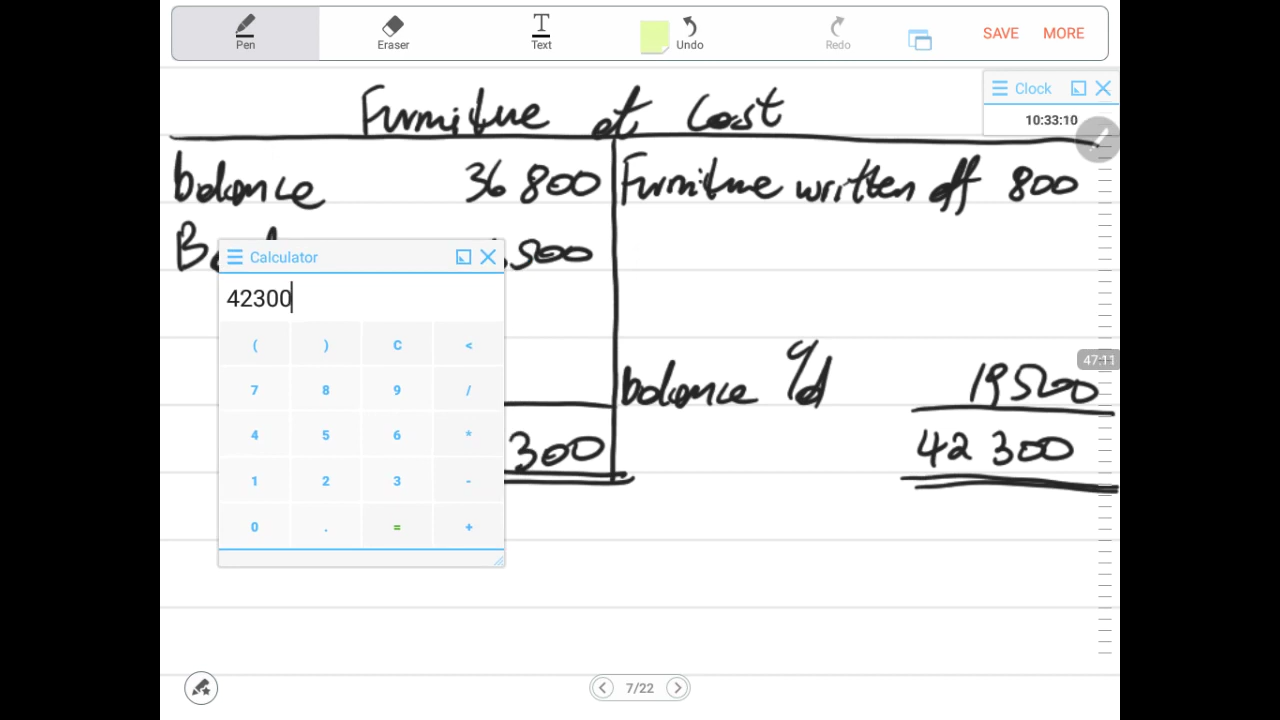 Pen Eraser Text Undo Redo SAVE MORE
Furniture at Cost
Clock
10:33:10
balance 36 800 Furniture written off 800
500
Calculator
42300
( ) C <
7 8 9 /
47:11
balance c/d 19500
4 5 6 *
300 42 300
1 2 3 -
0 . = +
7/22